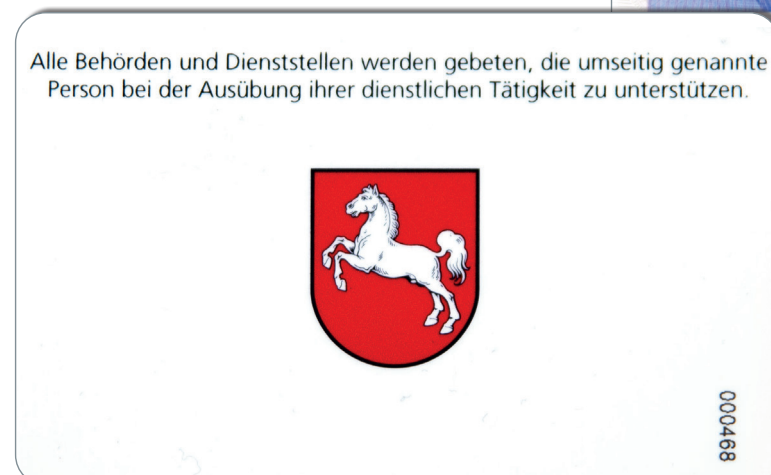 Alle Behörden und Dienststellen werden gebeten, die umseitig genannte
Person bei der Ausübung ihrer dienstlichen Tätigkeit zu unterstützen.
000468